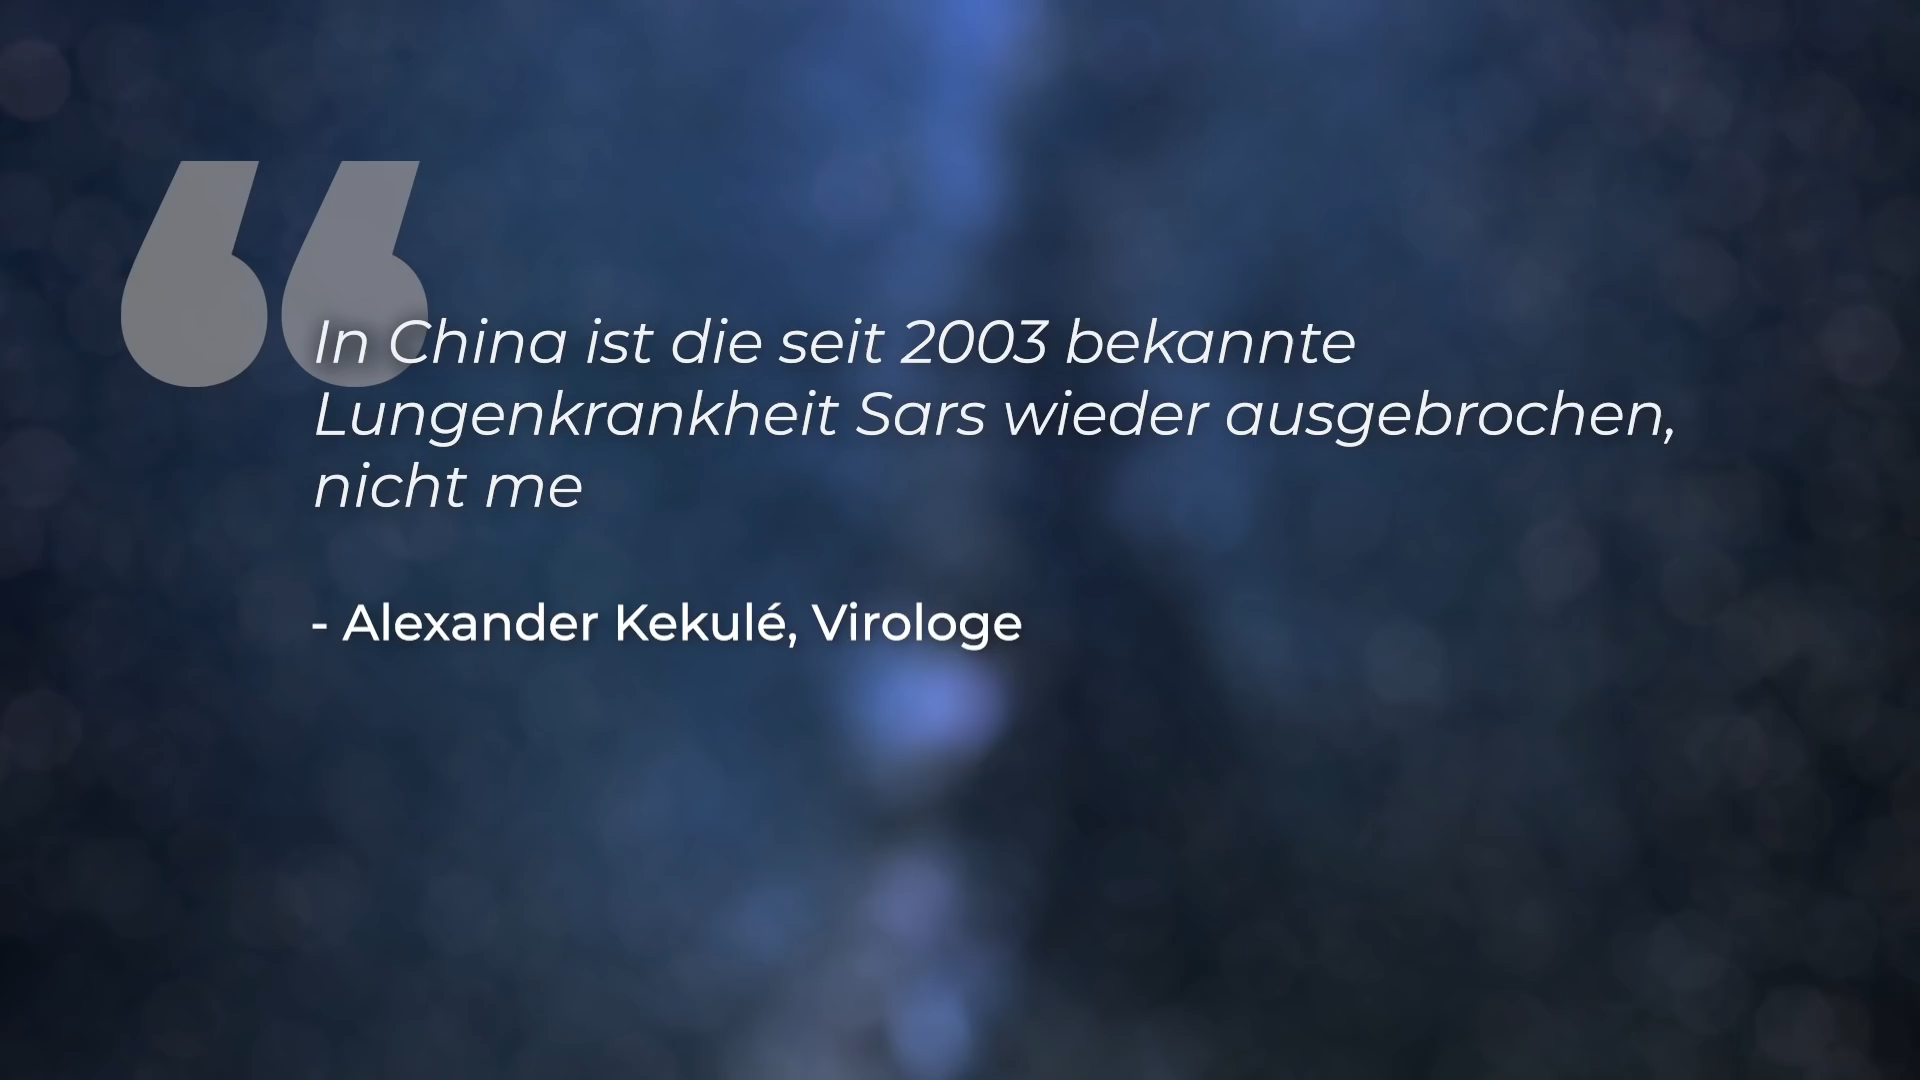 In China ist die seit 2003 bekannte
Lungenkrankheit Sars wieder ausgebrochen,
nicht me
- Alexander Kekulé, Virologe